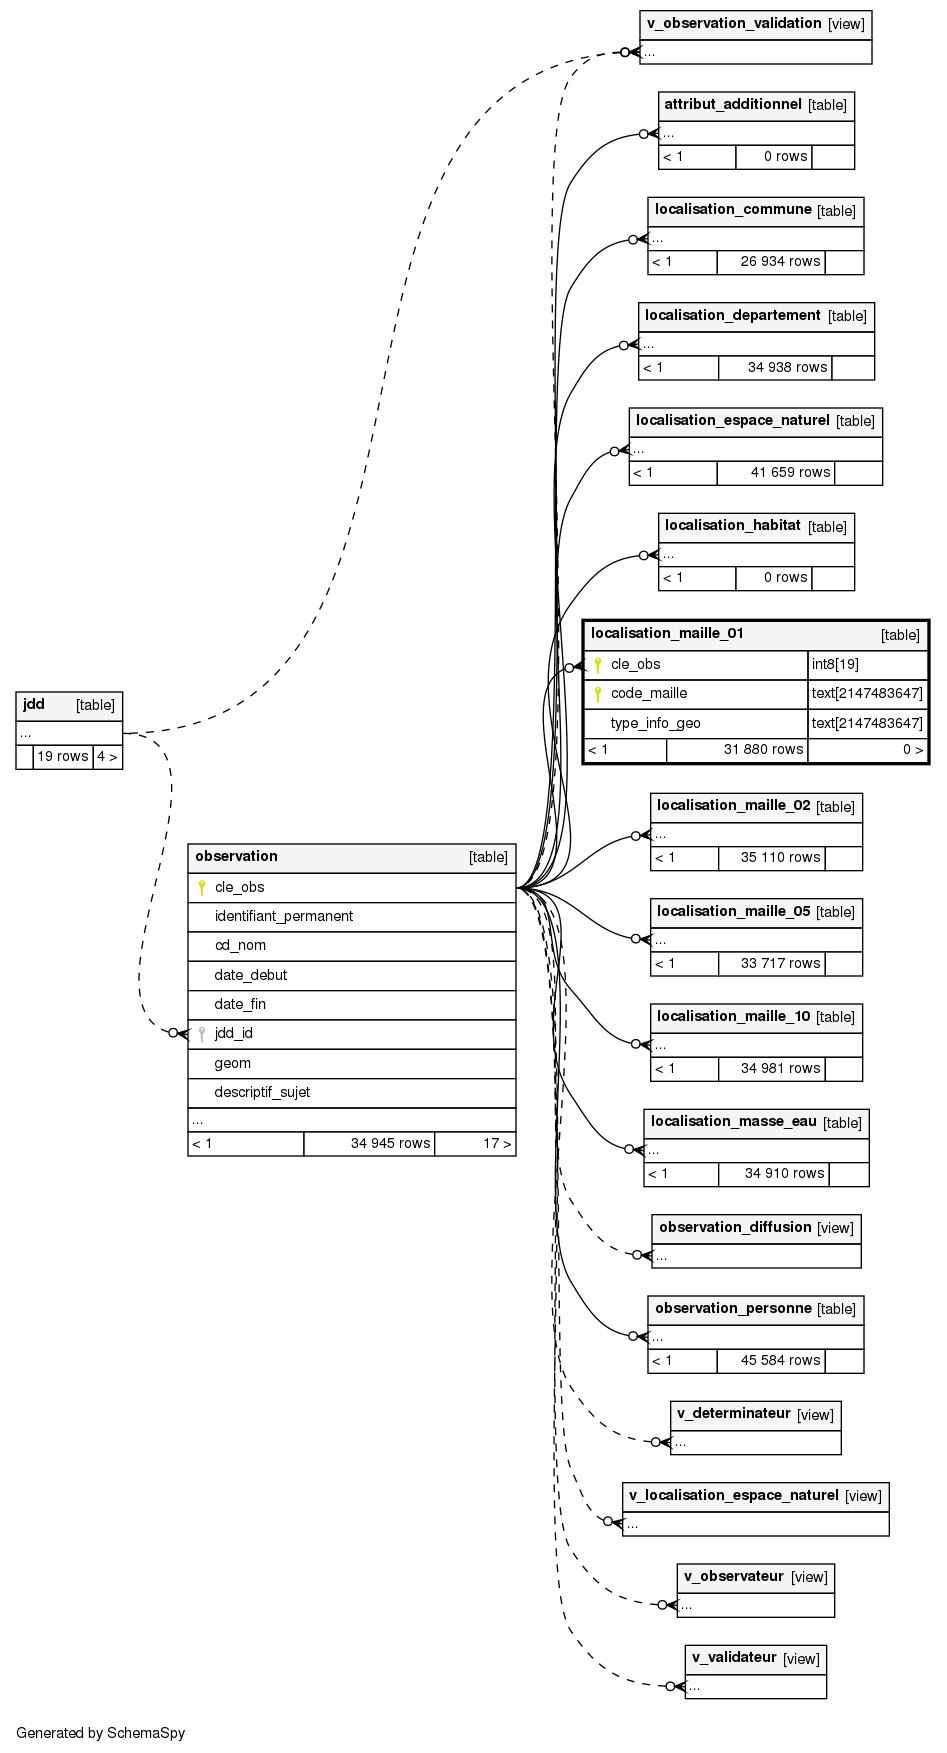 v_observation_validation [view]
...
attribut_additionnel [table]
...
< 1 0 rows
localisation_commune [table]
...
< 1 26 934 rows
localisation_departement [table]
...
< 1 34 938 rows
localisation_espace_naturel [table]
...
< 1 41 659 rows
localisation_habitat [table]
...
< 1 0 rows
localisation_maille_01 [table]
cle_obs int8[19]
code_maille text[2147483647]
type_info_geo text[2147483647]
< 1 31 880 rows 0 >
jdd [table]
...
19 rows 4 >
localisation_maille_02 [table]
...
< 1 35 110 rows
observation [table]
cle_obs
identifiant_permanent
cd_nom
date_debut
date_fin
jdd_id
geom
descriptif_sujet
...
< 1 34 945 rows 17 >
localisation_maille_05 [table]
...
< 1 33 717 rows
localisation_maille_10 [table]
...
< 1 34 981 rows
localisation_masse_eau [table]
...
< 1 34 910 rows
observation_diffusion [view]
...
observation_personne [table]
...
< 1 45 584 rows
v_determinateur [view]
...
v_localisation_espace_naturel [view]
...
v_observateur [view]
...
v_validateur [view]
...
Generated by SchemaSpy